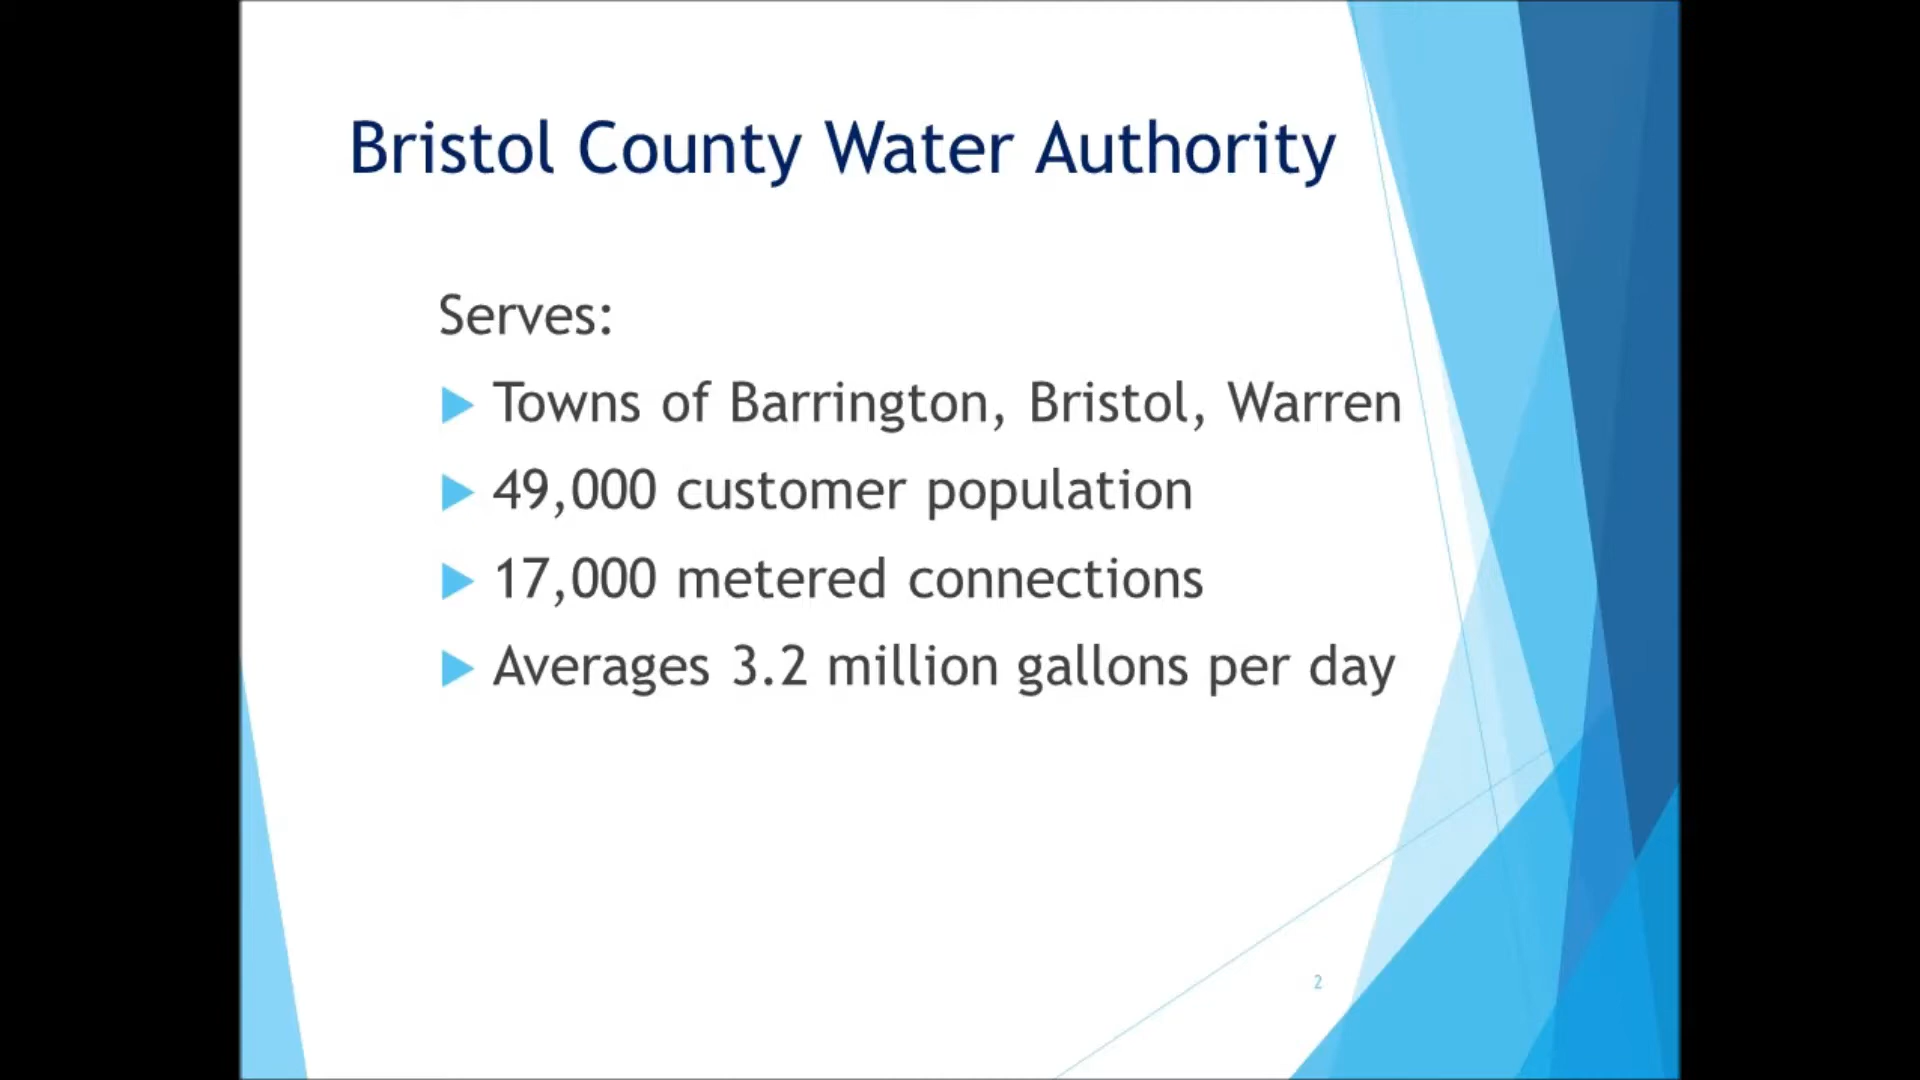 Bristol County Water Authority
Serves:
Towns of Barrington, Bristol, Warren
49,000 customer population
17,000 metered connections
Averages 3.2 million gallons per day
2